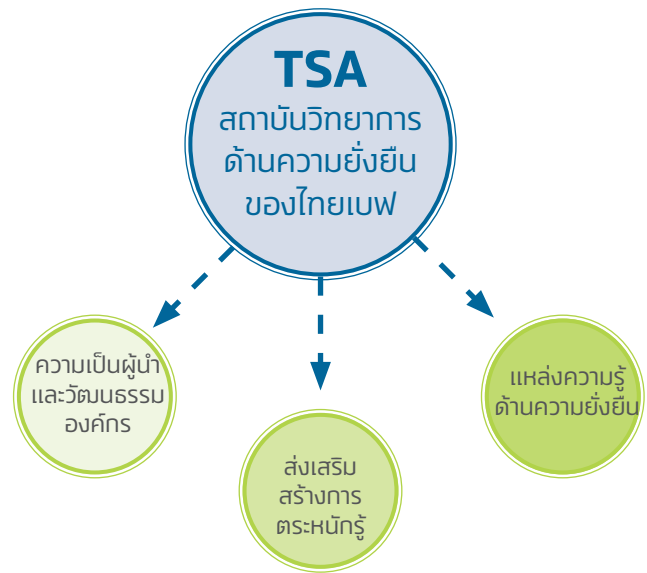 TSA
สถาบันวิทยาการ
ด้านความยั่งยืน
ของไทยเบฟ
ความเป็นผู้นำ
และวัฒนธรรม
องค์กร
ส่งเสริม
สร้างการ
ตระหนักรู้
แหล่งความรู้
ด้านความยั่งยืน